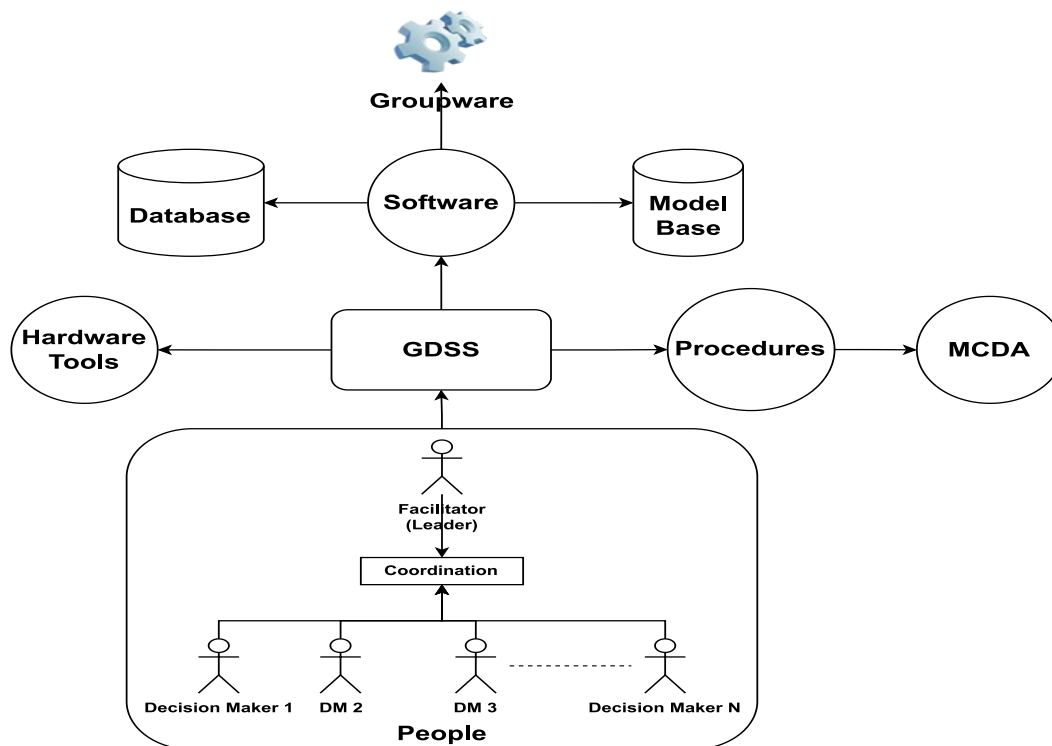 Groupware
Database
Software
Model
Base
Hardware
Tools
GDSS
Procedures
MCDA
Facilitator
(Leader)
Coordination
Decision Maker 1
DM 2
DM 3
Decision Maker N
People